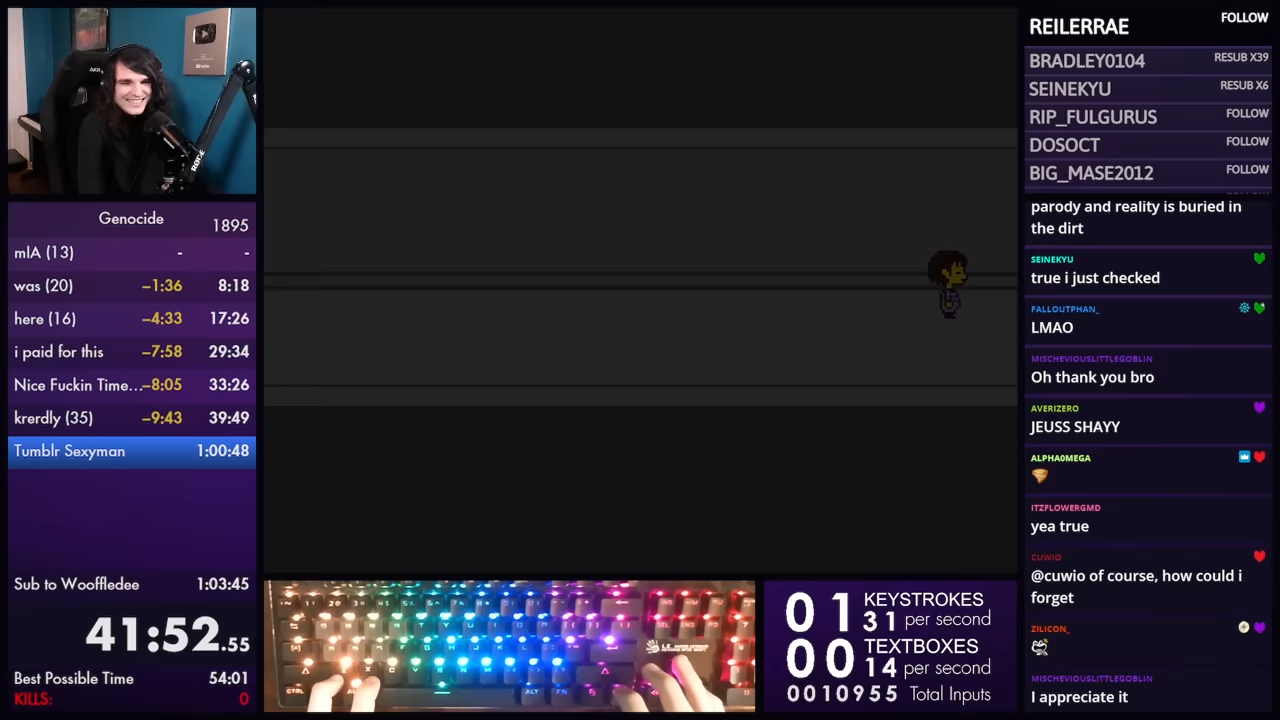 Genocide
1895
mlA (13) - -
was (20) –1:36 8:18
here (16) –4:33 17:26
i paid for this –7:58 29:34
Nice Fuckin Time... –8:05 33:26
krerdly (35) –9:43 39:49
Tumblr Sexyman 1:00:48
Sub to Wooffledee 1:03:45
41:52.55
Best Possible Time 54:01
KILLS: 0
RØDE
ALT FN
CTRL
01 KEYSTROKES
31 per second
00 TEXTBOXES
14 per second
0010955 Total Inputs
REILERRAE FOLLOW
BRADLEY0104 RESUB X39
SEINEKYU RESUB X6
RIP_FULGURUS FOLLOW
DOSOCT FOLLOW
BIG_MASE2012 FOLLOW
parody and reality is buried in
the dirt
SEINEKYU
true i just checked
FALLOUTPHAN_
LMAO
MISCHEVIOUSLITTLEGOBLIN
Oh thank you bro
AVERIZERO
JEUSS SHAYY
ALPHA0MEGA
ITZFLOWERGMD
yea true
CUWIO
@cuwio of course, how could i
forget
ZILICON_
MISCHEVIOUSLITTLEGOBLIN
I appreciate it